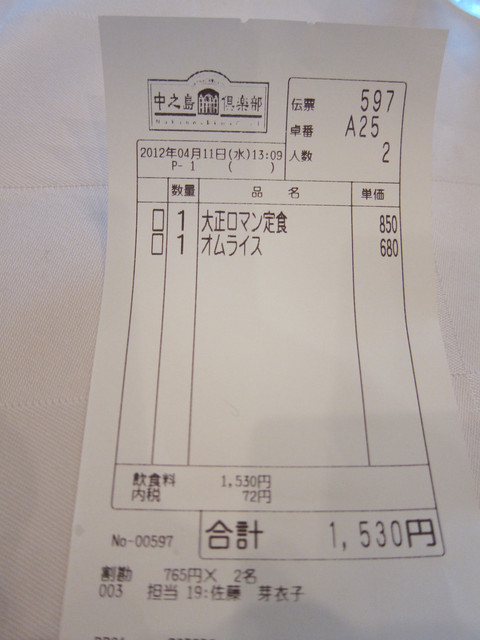 中之島倶楽部
伝票 597
卓番 A25
人数 2
2012年04月11日(水)13:09
P- 1 ( )
数量 品名 単価
1 大正ロマン定食 850
1 オムライス 680
飲食料 1,530円
内税 72円
No-00597 合計 1,530円
割勘 765円× 2名
003 担当 19:佐藤 芽衣子